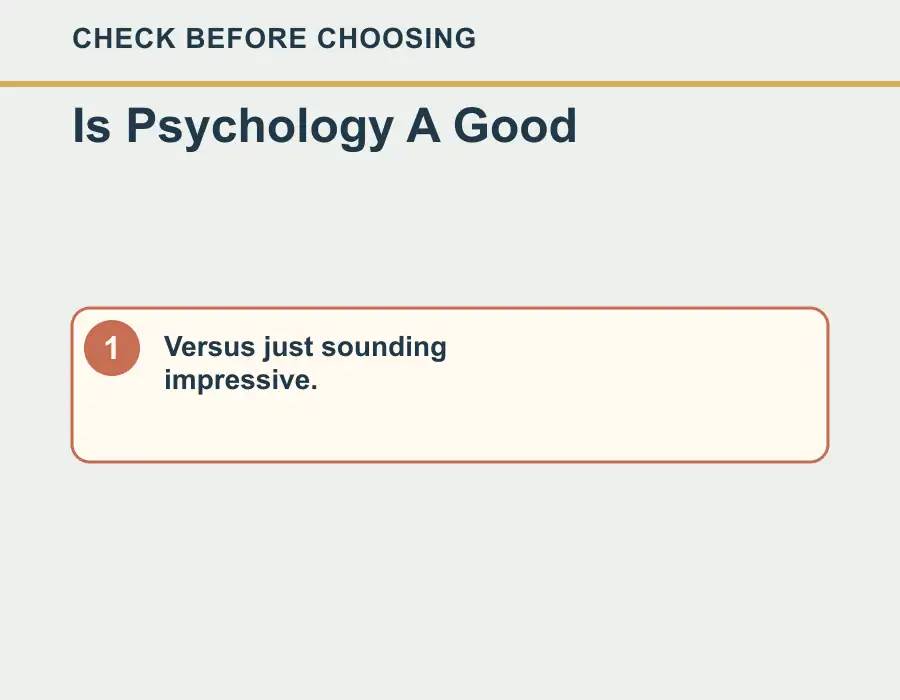 CHECK BEFORE CHOOSING
Is Psychology A Good
1
Versus just sounding
impressive.